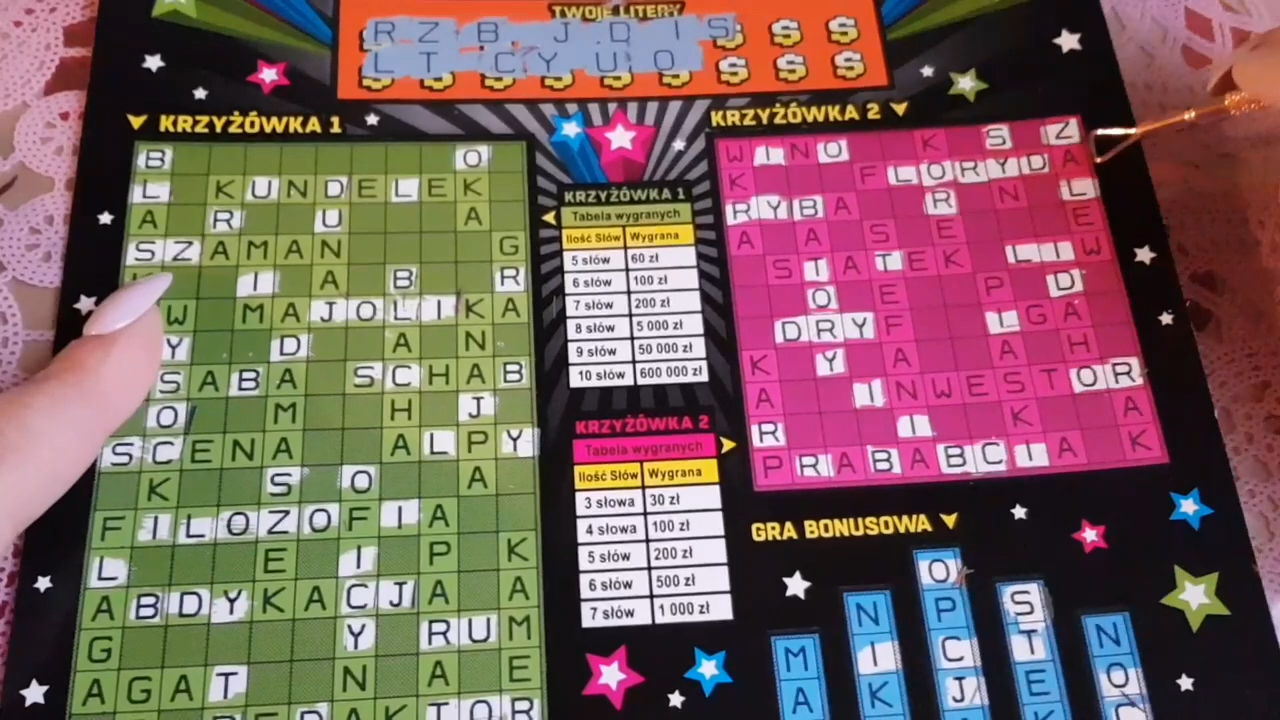 TWOJE LITERY
R Z B J D I S
L T C Y U O
KRZYŻÓWKA 1
KRZYŻÓWKA 2
B O
L KUNDELEK K
A R U A
SZAMAN G
I A B R
W MAJOLIKA
Y D A N
SABA SCHAB
O M H J
SCENA ALPY
K S O A
FILOZOFIA
L E I P K
ABDYKACJA A
G Y RUM
AGAT N A E
REDAKTOR
KRZYŻÓWKA 1
Tabela wygranych
Ilość Słów Wygrana
5 słów 60 zł
6 słów 100 zł
7 słów 200 zł
8 słów 5 000 zł
9 słów 50 000 zł
10 słów 600 000 zł
KRZYŻÓWKA 2
Tabela wygranych
Ilość Słów Wygrana
3 słowa 30 zł
4 słowa 100 zł
5 słów 200 zł
6 słów 500 zł
7 słów 1 000 zł
WINO K S Z
K FLORYDA
RYBA R N L
A A S E E
STATEK LIW
O E P D
DRY F LGA
K Y A A H
A INWESTOR
R I K A
PRABABCIA K
GRA BONUSOWA
O
N P S
M I C T N
A K J E O